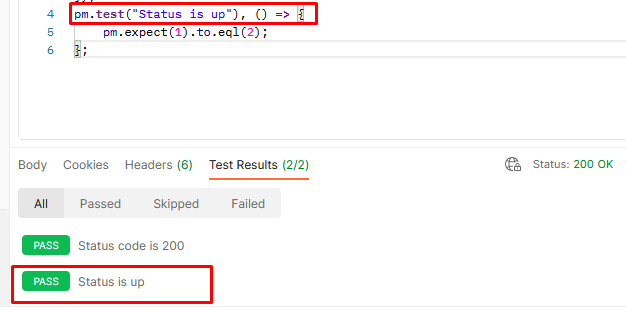 });
4 pm.test("Status is up"), () => {
5 pm.expect(1).to.eql(2);
6 };
Body Cookies Headers (6) Test Results (2/2) Status: 200 OK
All Passed Skipped Failed
PASS Status code is 200
PASS Status is up